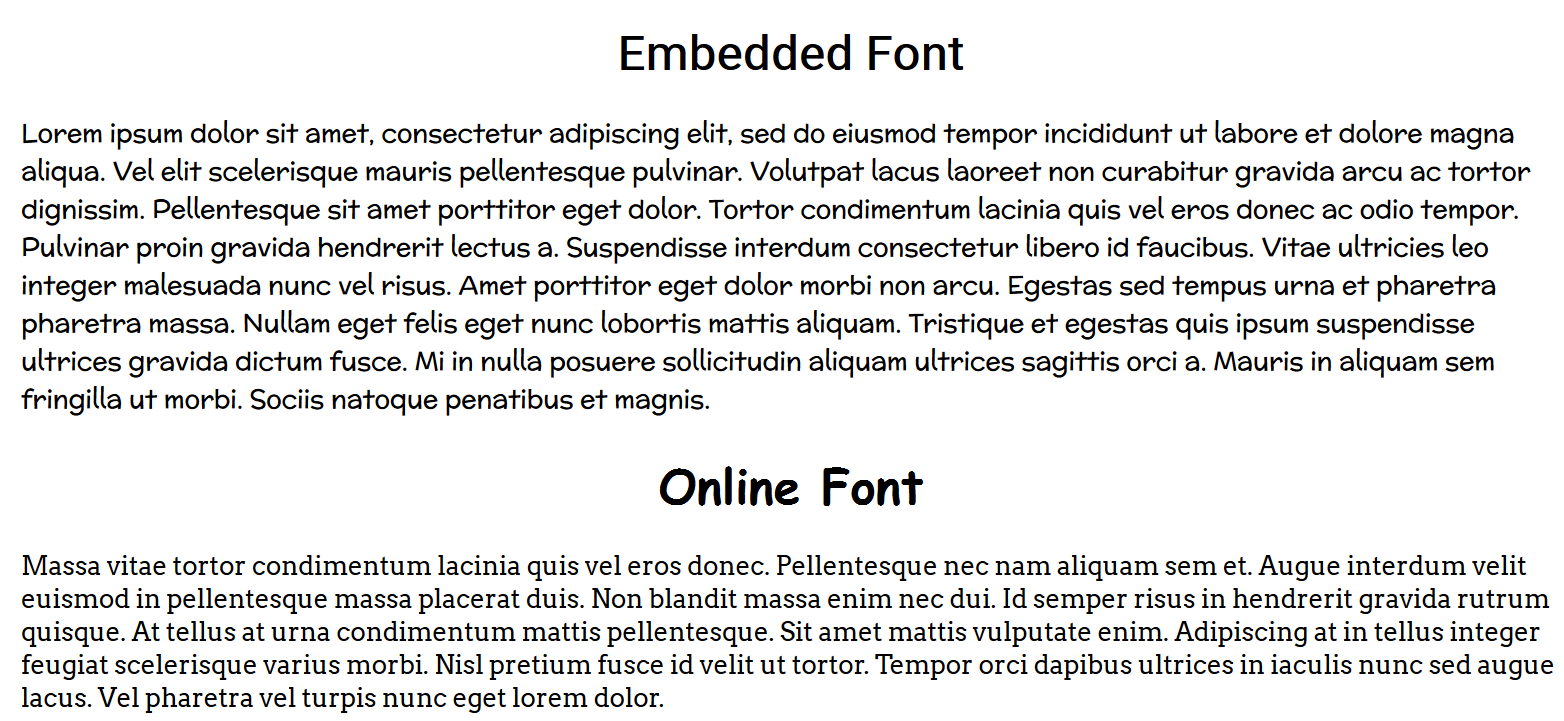 Embedded Font
Lorem ipsum dolor sit amet, consectetur adipiscing elit, sed do eiusmod tempor incididunt ut labore et dolore magna
aliqua. Vel elit scelerisque mauris pellentesque pulvinar. Volutpat lacus laoreet non curabitur gravida arcu ac tortor
dignissim. Pellentesque sit amet porttitor eget dolor. Tortor condimentum lacinia quis vel eros donec ac odio tempor.
Pulvinar proin gravida hendrerit lectus a. Suspendisse interdum consectetur libero id faucibus. Vitae ultricies leo
integer malesuada nunc vel risus. Amet porttitor eget dolor morbi non arcu. Egestas sed tempus urna et pharetra
pharetra massa. Nullam eget felis eget nunc lobortis mattis aliquam. Tristique et egestas quis ipsum suspendisse
ultrices gravida dictum fusce. Mi in nulla posuere sollicitudin aliquam ultrices sagittis orci a. Mauris in aliquam sem
fringilla ut morbi. Sociis natoque penatibus et magnis.
Online Font
Massa vitae tortor condimentum lacinia quis vel eros donec. Pellentesque nec nam aliquam sem et. Augue interdum velit
euismod in pellentesque massa placerat duis. Non blandit massa enim nec dui. Id semper risus in hendrerit gravida rutrum
quisque. At tellus at urna condimentum mattis pellentesque. Sit amet mattis vulputate enim. Adipiscing at in tellus integer
feugiat scelerisque varius morbi. Nisl pretium fusce id velit ut tortor. Tempor orci dapibus ultrices in iaculis nunc sed augue
lacus. Vel pharetra vel turpis nunc eget lorem dolor.